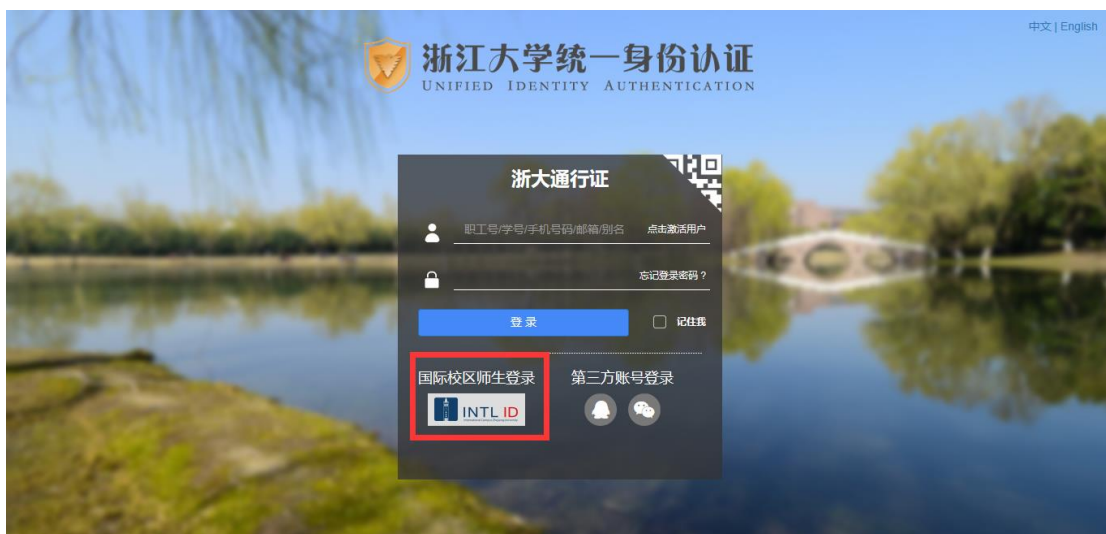 中文 | English
浙江大学统一身份认证
UNIFIED IDENTITY AUTHENTICATION
浙大通行证
职工号/学号/手机号码/邮箱/别名 点击激活用户
忘记登录密码？
登 录 记住我
国际校区师生登录 第三方账号登录
INTL ID